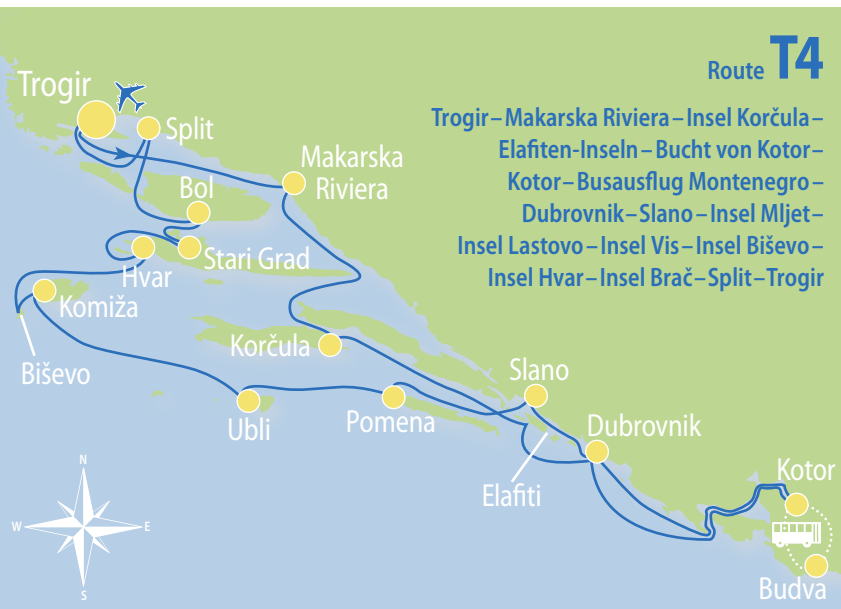 Route T4
Trogir–Makarska Riviera–Insel Korčula–
Elafiten-Inseln–Bucht von Kotor–
Kotor–Busausflug Montenegro–
Dubrovnik–Slano–Insel Mljet–
Insel Lastovo–Insel Vis–Insel Biševo–
Insel Hvar–Insel Brač–Split–Trogir
Trogir
Split
Makarska
Riviera
Bol
Hvar
Stari Grad
Komiža
Biševo
Korčula
Ubli
Pomena
Slano
Dubrovnik
Elafiti
Kotor
Budva
N
W
E
S